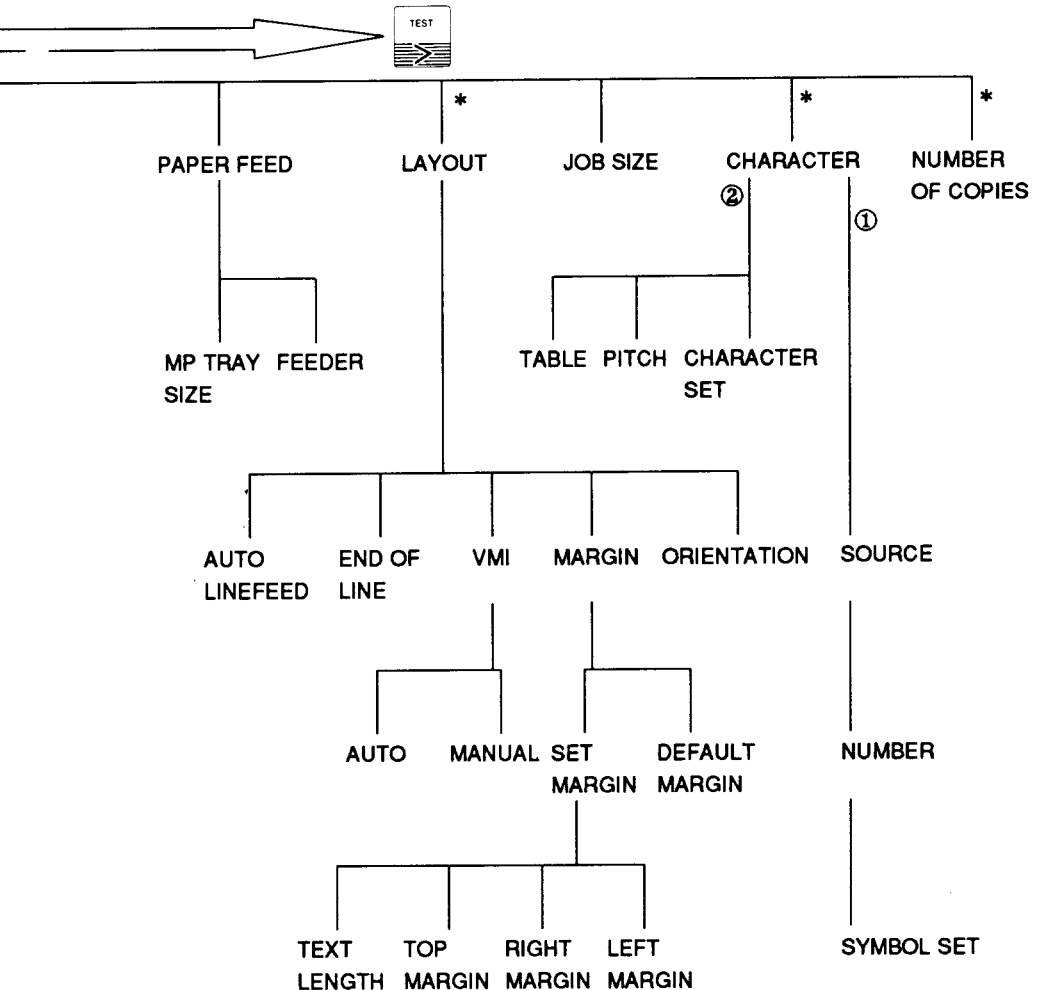 TEST
*
*
*
PAPER FEED
LAYOUT
JOB SIZE
CHARACTER
NUMBER
OF COPIES
②
①
MP TRAY
SIZE
FEEDER
TABLE
PITCH
CHARACTER
SET
AUTO
LINEFEED
END OF
LINE
VMI
MARGIN
ORIENTATION
SOURCE
AUTO
MANUAL
SET
MARGIN
DEFAULT
MARGIN
NUMBER
TEXT
LENGTH
TOP
MARGIN
RIGHT
MARGIN
LEFT
MARGIN
SYMBOL SET